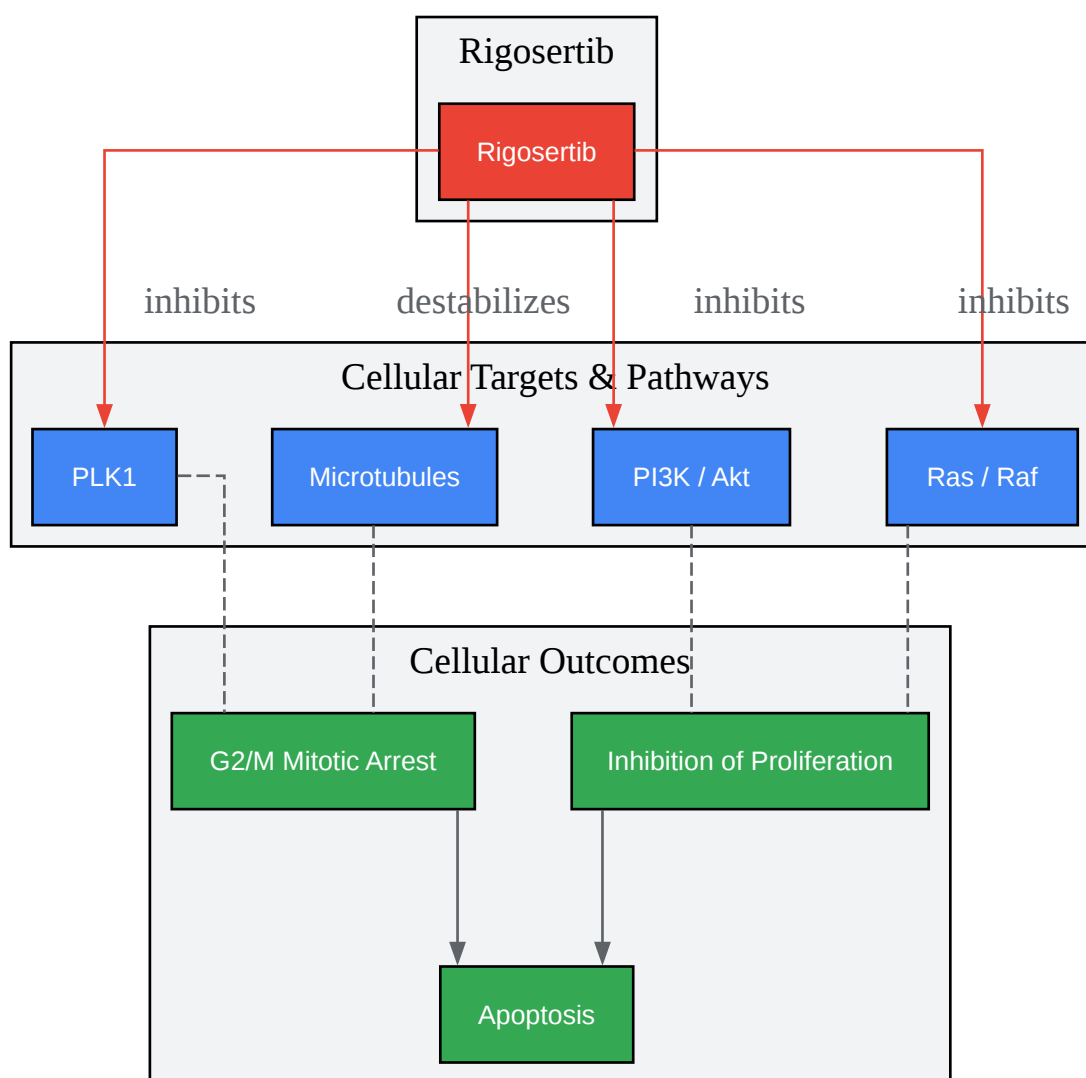 Rigosertib
Rigosertib
inhibits
destabilizes
inhibits
inhibits
Cellular Targets & Pathways
PLK1
Microtubules
PI3K / Akt
Ras / Raf
Cellular Outcomes
G2/M Mitotic Arrest
Inhibition of Proliferation
Apoptosis